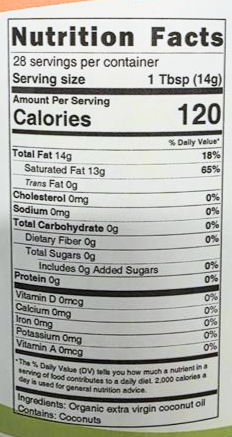 Nutrition Facts
28 servings per container
Serving size 1 Tbsp (14g)
Amount Per Serving
Calories 120
% Daily Value*
Total Fat 14g 18%
Saturated Fat 13g 65%
Trans Fat 0g
Cholesterol 0mg 0%
Sodium 0mg 0%
Total Carbohydrate 0g 0%
Dietary Fiber 0g 0%
Total Sugars 0g
Includes 0g Added Sugars 0%
Protein 0g 0%
Vitamin D 0mcg 0%
Calcium 0mg 0%
Iron 0mg 0%
Potassium 0mg 0%
Vitamin A 0mcg 0%
*The % Daily Value (DV) tells you how much a nutrient in a
serving of food contributes to a daily diet. 2,000 calories a
day is used for general nutrition advice.
Ingredients: Organic extra virgin coconut oil
Contains: Coconuts